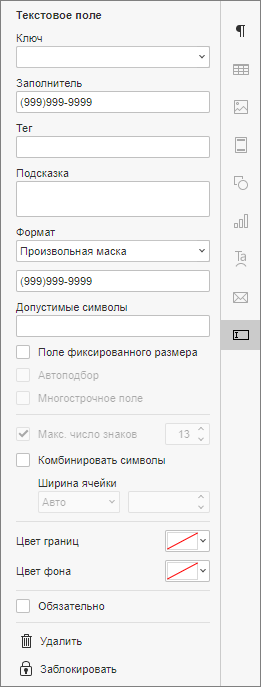 Текстовое поле
Ключ
Заполнитель
(999)999-9999
Тег
Подсказка
Формат
Произвольная маска
(999)999-9999
Допустимые символы
Поле фиксированного размера
Автоподбор
Многострочное поле
Макс. число знаков 13
Комбинировать символы
Ширина ячейки
Авто
Цвет границ
Цвет фона
Обязательно
Удалить
Заблокировать